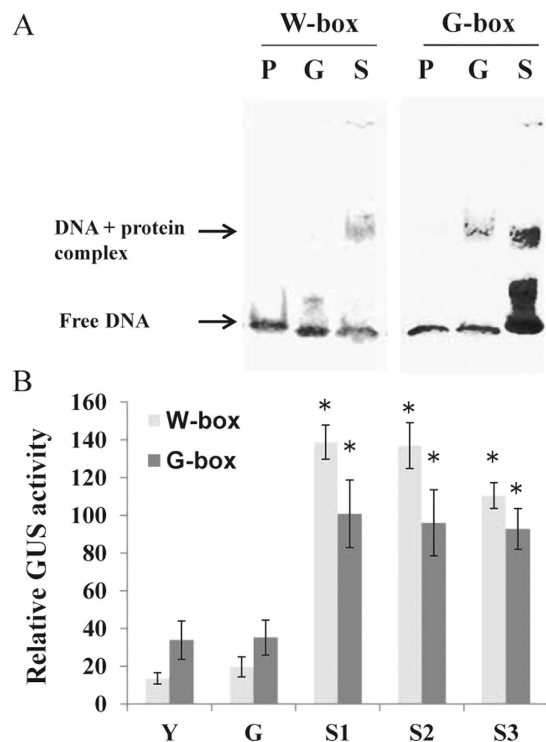 A
W-box G-box
P G S P G S
DNA + protein
complex
Free DNA
B
Relative GUS activity
160
140
120
100
80
60
40
20
0
W-box
G-box
* * * * * *
Y G S1 S2 S3